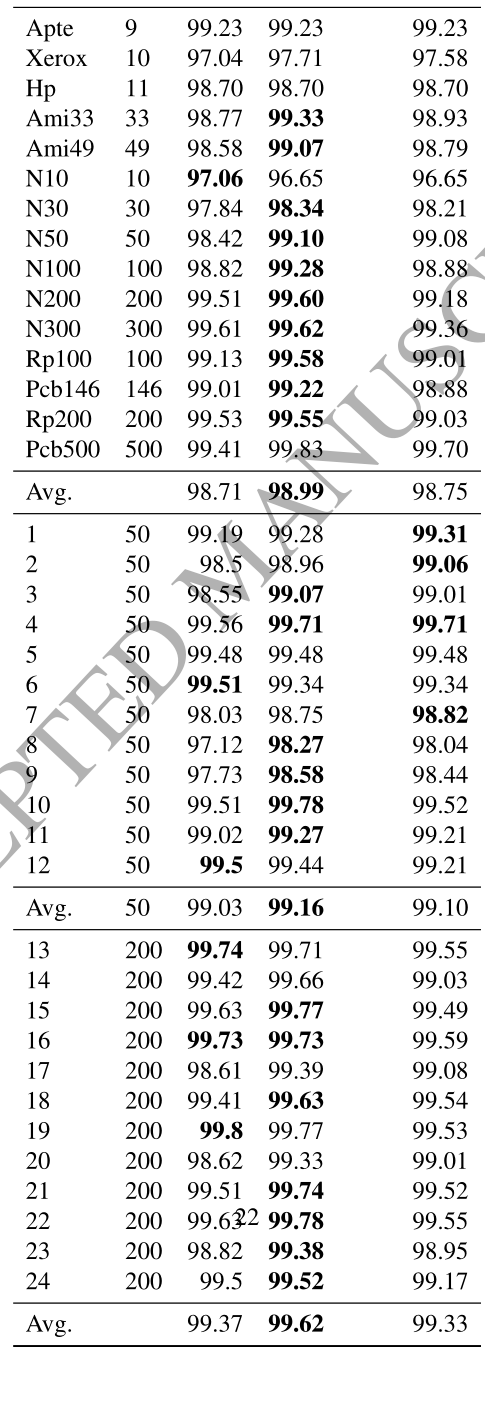 Apte 9 99.23 99.23 99.23
Xerox 10 97.04 97.71 97.58
Hp 11 98.70 98.70 98.70
Ami33 33 98.77 99.33 98.93
Ami49 49 98.58 99.07 98.79
N10 10 97.06 96.65 96.65
N30 30 97.84 98.34 98.21
N50 50 98.42 99.10 99.08
N100 100 98.82 99.28 98.88
N200 200 99.51 99.60 99.18
N300 300 99.61 99.62 99.36
Rp100 100 99.13 99.58 99.01
Pcb146 146 99.01 99.22 98.88
Rp200 200 99.53 99.55 99.03
Pcb500 500 99.41 99.83 99.70
Avg. 98.71 98.99 98.75
1 50 99.19 99.28 99.31
2 50 98.5 98.96 99.06
3 50 98.55 99.07 99.01
4 50 99.56 99.71 99.71
5 50 99.48 99.48 99.48
6 50 99.51 99.34 99.34
7 50 98.03 98.75 98.82
8 50 97.12 98.27 98.04
9 50 97.73 98.58 98.44
10 50 99.51 99.78 99.52
11 50 99.02 99.27 99.21
12 50 99.5 99.44 99.21
Avg. 50 99.03 99.16 99.10
13 200 99.74 99.71 99.55
14 200 99.42 99.66 99.03
15 200 99.63 99.77 99.49
16 200 99.73 99.73 99.59
17 200 98.61 99.39 99.08
18 200 99.41 99.63 99.54
19 200 99.8 99.77 99.53
20 200 98.62 99.33 99.01
21 200 99.51 99.74 99.52
22 200 99.63 99.78 99.55
22
23 200 98.82 99.38 98.95
24 200 99.5 99.52 99.17
Avg. 99.37 99.62 99.33
EPTED MANUSC